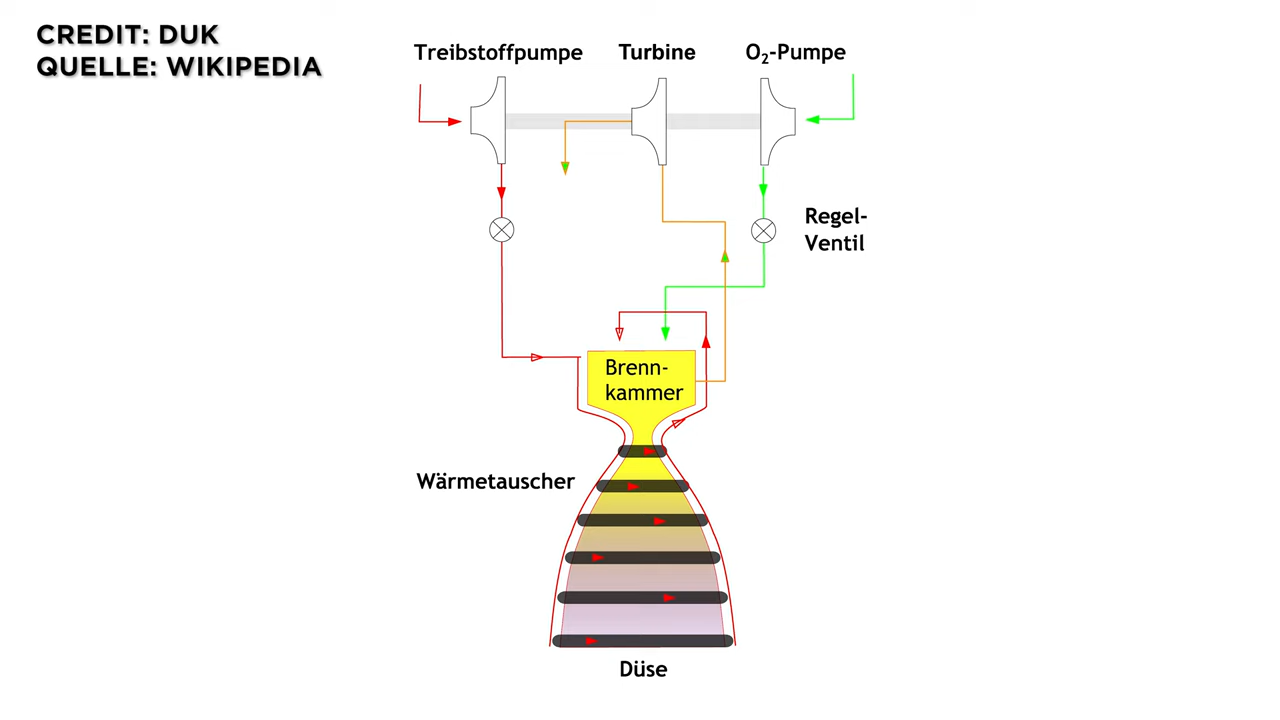 CREDIT: DUK
QUELLE: WIKIPEDIA
Treibstoffpumpe
Turbine
O₂-Pumpe
Regel-
Ventil
Brenn-
kammer
Wärmetauscher
Düse